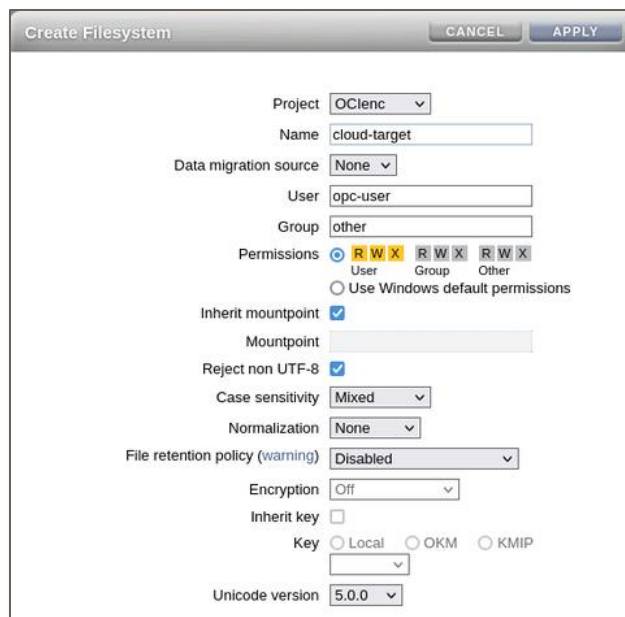 Create Filesystem CANCEL APPLY
Project OCIenc
Name cloud-target
Data migration source None
User opc-user
Group other
Permissions R W X R W X R W X
User Group Other
Use Windows default permissions
Inherit mountpoint
Mountpoint
Reject non UTF-8
Case sensitivity Mixed
Normalization None
File retention policy (warning) Disabled
Encryption Off
Inherit key
Key Local OKM KMIP
Unicode version 5.0.0